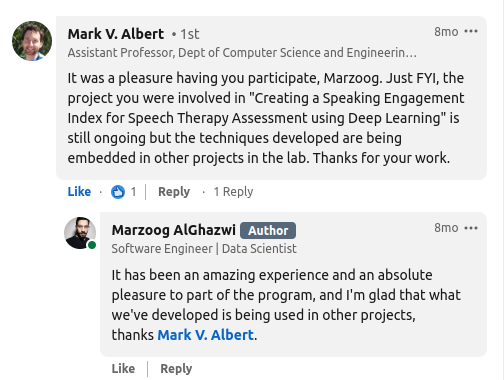 Mark V. Albert • 1st
8mo •••
Assistant Professor, Dept of Computer Science and Engineerin…
It was a pleasure having you participate, Marzoog. Just FYI, the
project you were involved in "Creating a Speaking Engagement
Index for Speech Therapy Assessment using Deep Learning" is
still ongoing but the techniques developed are being
embedded in other projects in the lab. Thanks for your work.
Like · 1 | Reply · 1 Reply
Marzoog AlGhazwi Author
8mo •••
Software Engineer | Data Scientist
It has been an amazing experience and an absolute
pleasure to part of the program, and I'm glad that what
we've developed is being used in other projects,
thanks Mark V. Albert.
Like | Reply